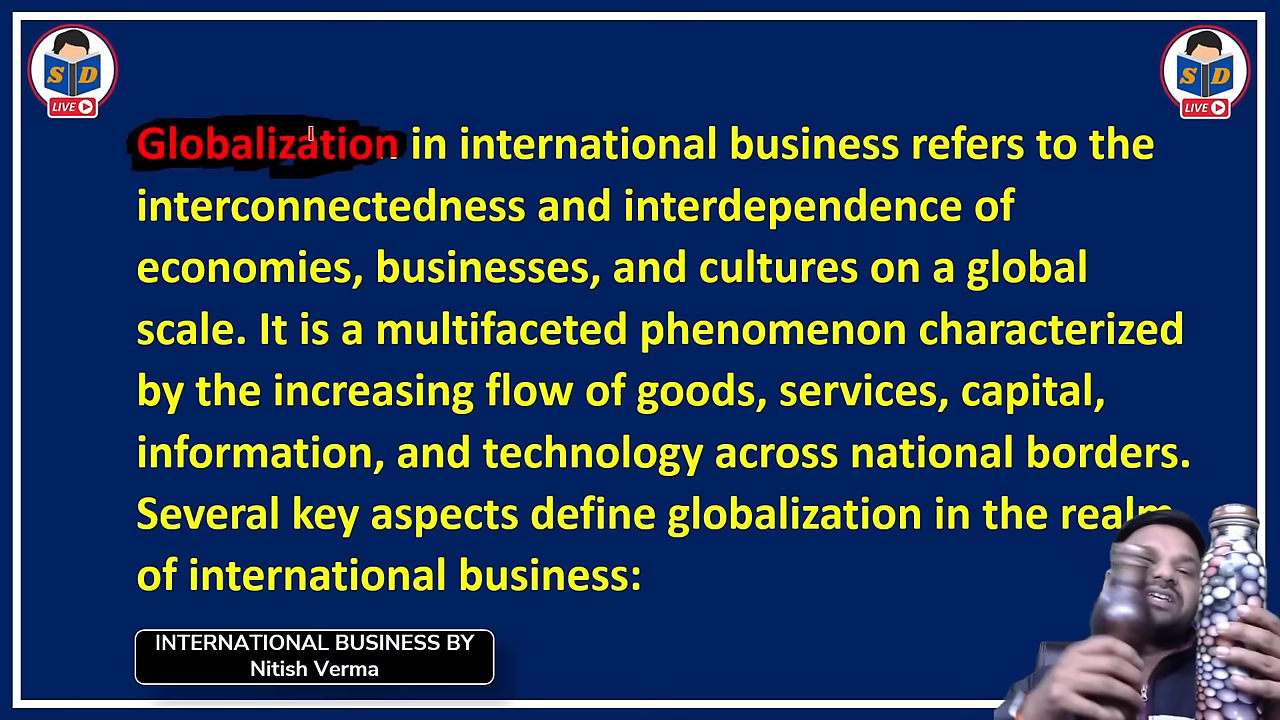 S D
LIVE
S D
LIVE
Globalization in international business refers to the
interconnectedness and interdependence of
economies, businesses, and cultures on a global
scale. It is a multifaceted phenomenon characterized
by the increasing flow of goods, services, capital,
information, and technology across national borders.
Several key aspects define globalization in the realm
of international business:
INTERNATIONAL BUSINESS BY
Nitish Verma